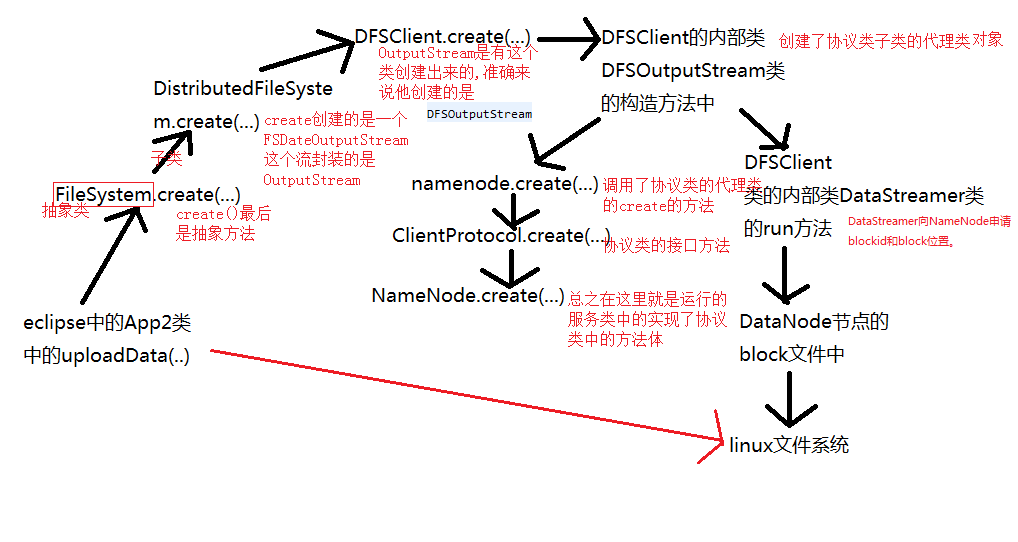 DFSClient.create(...)
OutputStream是有这个
类创建出来的,准确来
说他创建的是
DFSOutputStream
DFSClient的内部类
DFSOutputStream类
的构造方法中
创建了协议类子类的代理类对象
DistributedFileSyste
m.create(...)
create创建的是一个
FSDateOutputStream
这个流封装的是
OutputStream
子类
FileSystem.create(...)
抽象类
create()最后
是抽象方法
eclipse中的App2类
中的uploadData(..)
namenode.create(...)
调用了协议类的代理类
的create的方法
ClientProtocol.create(...)
协议类的接口方法
NameNode.create(...)
总之在这里就是运行的
服务类中的实现了协议
类中的方法体
DFSClient
类的内部类DataStreamer类
的run方法
DataStreamer向NameNode申请
blockid和block位置。
DataNode节点的
block文件中
linux文件系统